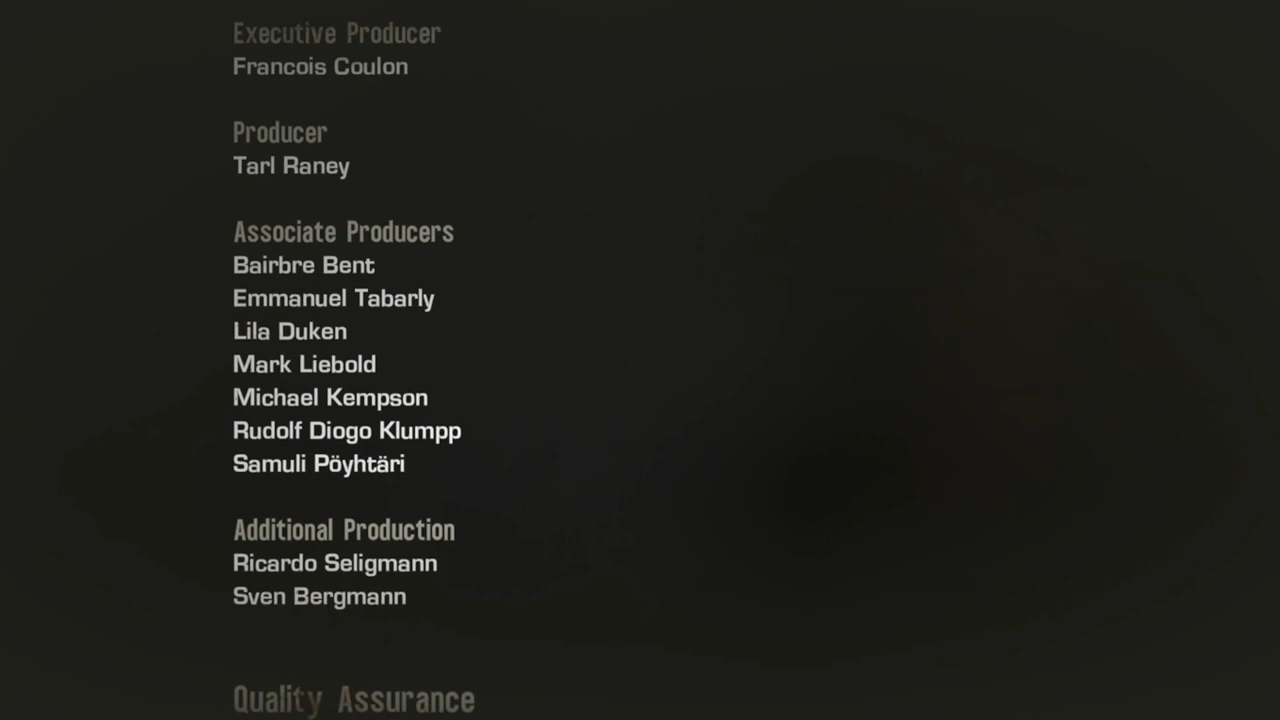 Executive Producer
Francois Coulon
Producer
Tarl Raney
Associate Producers
Bairbre Bent
Emmanuel Tabarly
Lila Duken
Mark Liebold
Michael Kempson
Rudolf Diogo Klumpp
Samuli Pöyhtäri
Additional Production
Ricardo Seligmann
Sven Bergmann
Quality Assurance